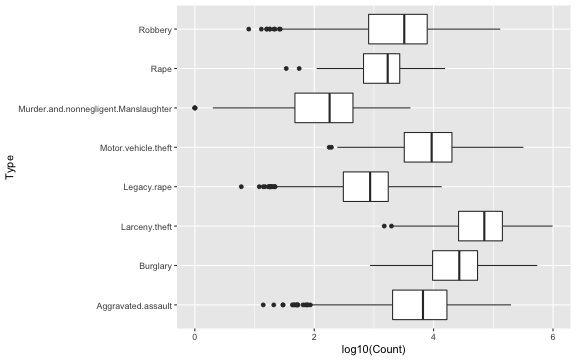 Robbery
Rape
Murder.and.nonnegligent.Manslaughter
Motor.vehicle.theft
Legacy.rape
Larceny.theft
Burglary
Aggravated.assault
Type
0 2 4 6
log10(Count)